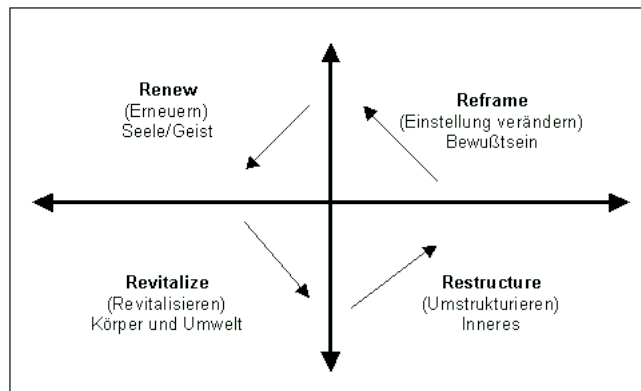 Renew
(Erneuern)
Seele/Geist
Reframe
(Einstellung verändern)
Bewußtsein
Revitalize
(Revitalisieren)
Körper und Umwelt
Restructure
(Umstrukturieren)
Inneres